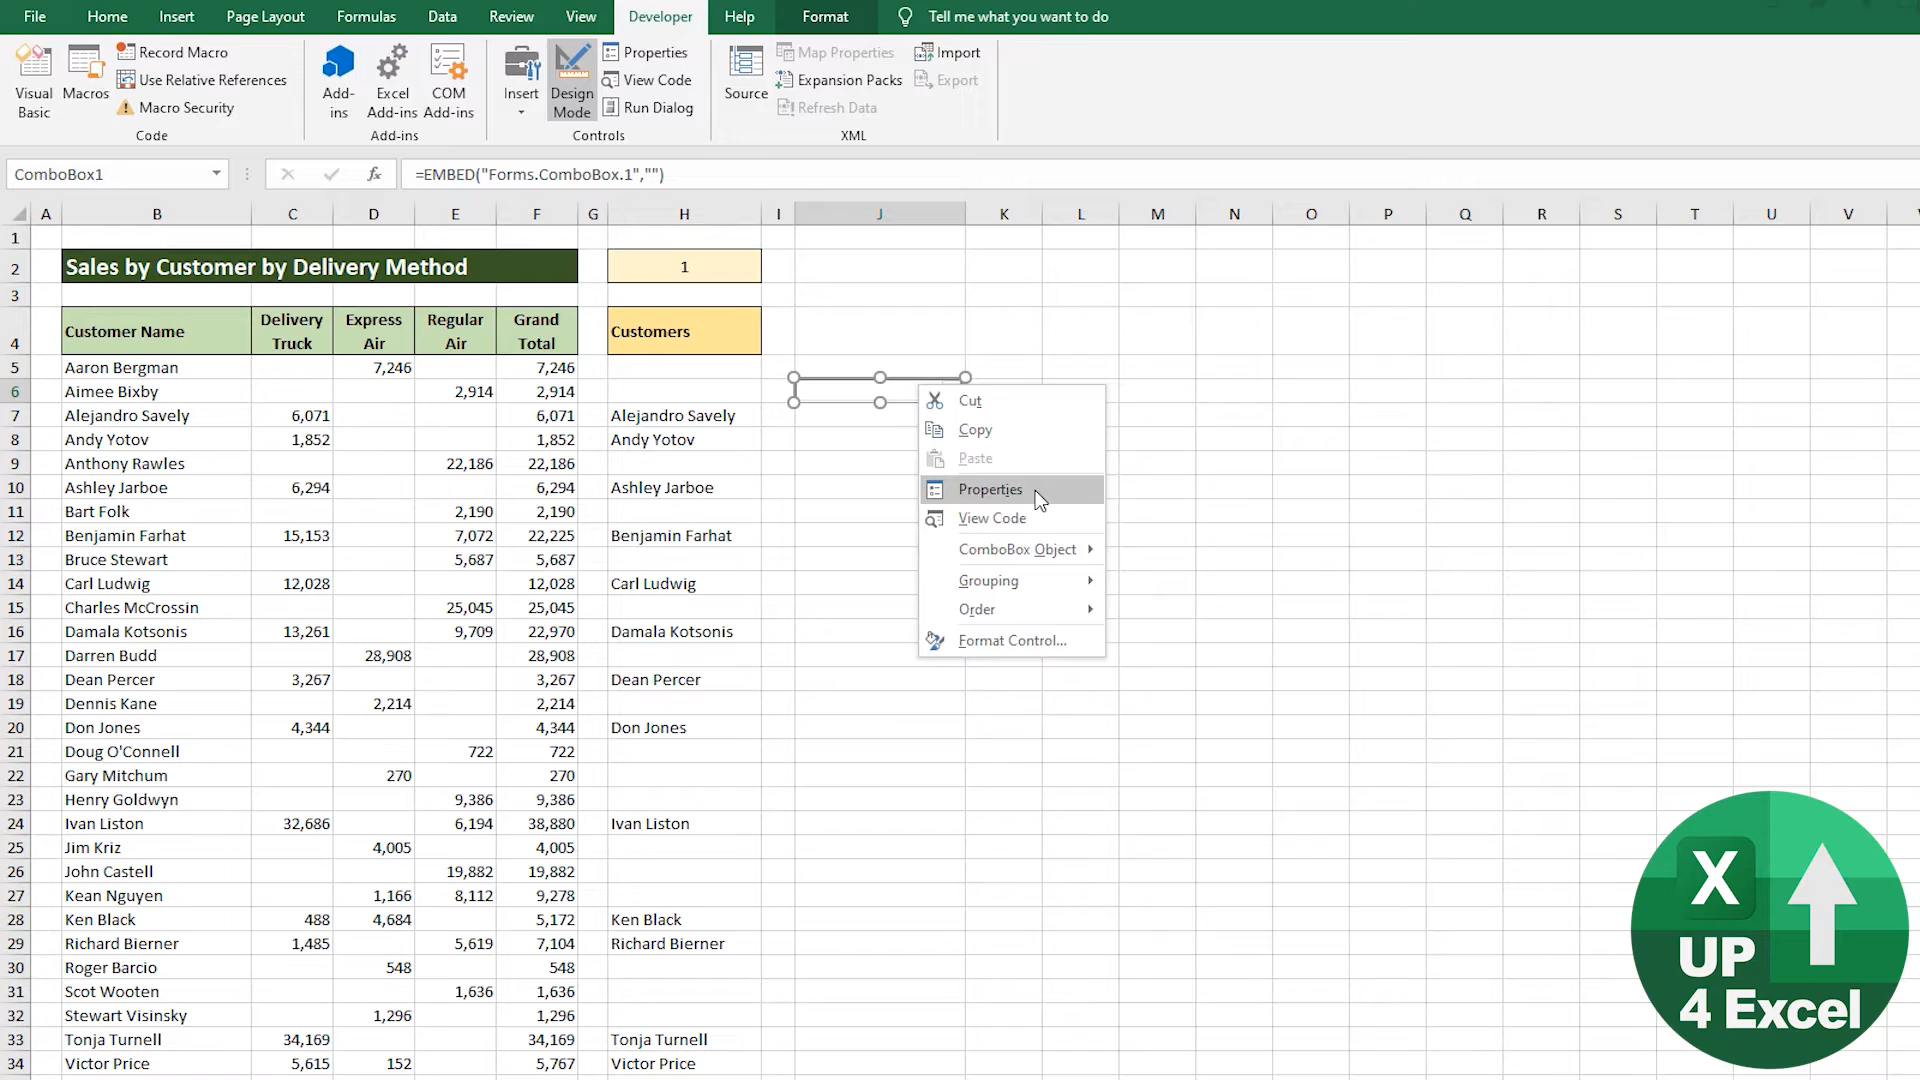 File Home Insert Page Layout Formulas Data Review View Developer Help Format Tell me what you want to do
Visual Basic
Macros
Record Macro
Use Relative References
Macro Security
Code
Add-ins
Excel Add-ins
COM Add-ins
Add-ins
Insert
Design Mode
Properties
View Code
Run Dialog
Controls
Source
Map Properties
Expansion Packs
Refresh Data
Import
Export
XML
ComboBox1 fx =EMBED("Forms.ComboBox.1","")
A B C D E F G H I J K L M N O P Q R S T U V
1
2 Sales by Customer by Delivery Method 1
3
4 Customer Name Delivery Truck Express Air Regular Air Grand Total Customers
5 Aaron Bergman 7,246 7,246
6 Aimee Bixby 2,914 2,914
7 Alejandro Savely 6,071 6,071 Alejandro Savely
8 Andy Yotov 1,852 1,852 Andy Yotov
9 Anthony Rawles 22,186 22,186
10 Ashley Jarboe 6,294 6,294 Ashley Jarboe
11 Bart Folk 2,190 2,190
12 Benjamin Farhat 15,153 7,072 22,225 Benjamin Farhat
13 Bruce Stewart 5,687 5,687
14 Carl Ludwig 12,028 12,028 Carl Ludwig
15 Charles McCrossin 25,045 25,045
16 Damala Kotsonis 13,261 9,709 22,970 Damala Kotsonis
17 Darren Budd 28,908 28,908
18 Dean Percer 3,267 3,267 Dean Percer
19 Dennis Kane 2,214 2,214
20 Don Jones 4,344 4,344 Don Jones
21 Doug O'Connell 722 722
22 Gary Mitchum 270 270
23 Henry Goldwyn 9,386 9,386
24 Ivan Liston 32,686 6,194 38,880 Ivan Liston
25 Jim Kriz 4,005 4,005
26 John Castell 19,882 19,882
27 Kean Nguyen 1,166 8,112 9,278
28 Ken Black 488 4,684 5,172 Ken Black
29 Richard Bierner 1,485 5,619 7,104 Richard Bierner
30 Roger Barcio 548 548
31 Scot Wooten 1,636 1,636
32 Stewart Visinsky 1,296 1,296
33 Tonja Turnell 34,169 34,169 Tonja Turnell
34 Victor Price 5,615 152 5,767 Victor Price
Cut
Copy
Paste
Properties
View Code
ComboBox Object
Grouping
Order
Format Control...
X
UP
4 Excel